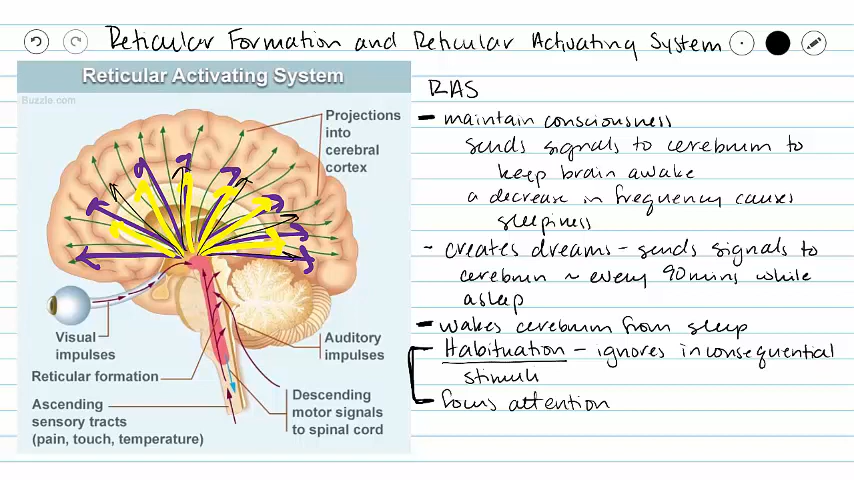 Reticular Formation and Reticular Activating System
Reticular Activating System
Buzzle.com
Projections
into
cerebral
cortex
Visual
impulses
Reticular formation
Ascending
sensory tracts
(pain, touch, temperature)
Auditory
impulses
Descending
motor signals
to spinal cord
RAS
- maintain consciousness
sends signals to cerebrum to
keep brain awake
a decrease in frequency causes
sleepiness
- creates dreams - sends signals to
cerebrum ~ every 90mins while
asleep
- wakes cerebrum from sleep
- Habituation - ignores inconsequential
stimuli
- focus attention